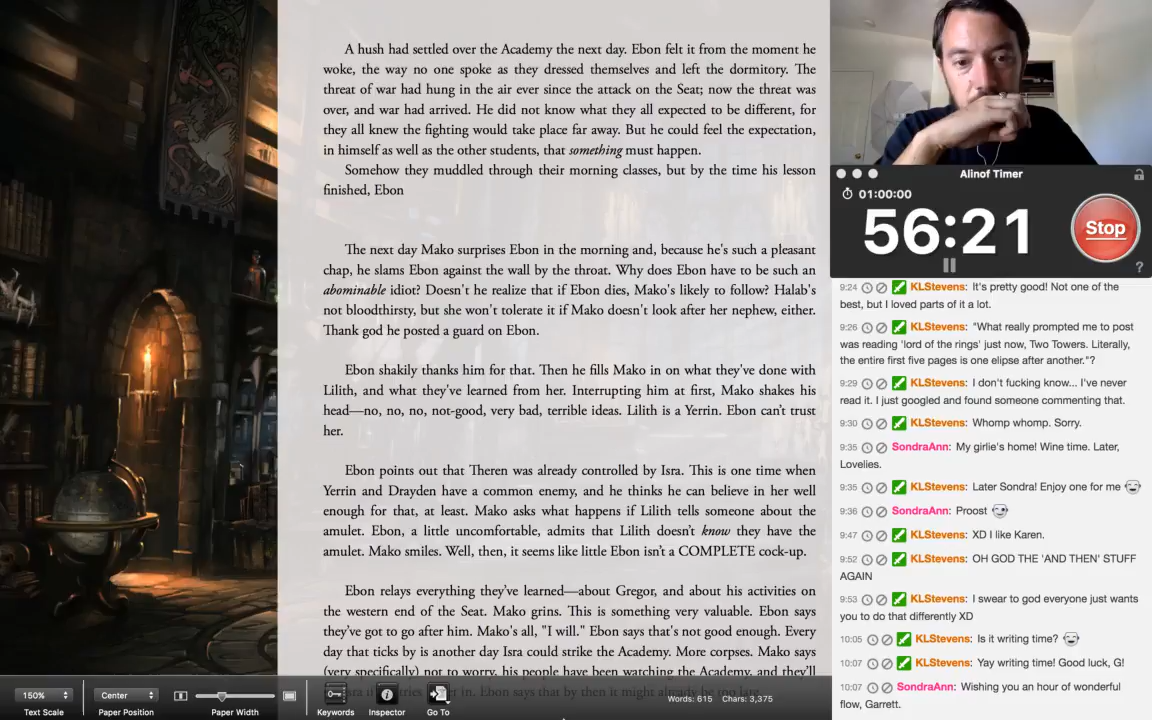 A hush had settled over the Academy the next day. Ebon felt it from the moment he
woke, the way no one spoke as they dressed themselves and left the dormitory. The
threat of war had hung in the air ever since the attack on the Seat; now the threat was
over, and war had arrived. He did not know what they all expected to be different, for
they all knew the fighting would take place far away. But he could feel the expectation,
in himself as well as the other students, that something must happen.
Somehow they muddled through their morning classes, but by the time his lesson
finished, Ebon
The next day Mako surprises Ebon in the morning and, because he's such a pleasant
chap, he slams Ebon against the wall by the throat. Why does Ebon have to be such an
abominable idiot? Doesn't he realize that if Ebon dies, Mako's likely to follow? Halab's
not bloodthirsty, but she won't tolerate it if Mako doesn't look after her nephew, either.
Thank god he posted a guard on Ebon.
Ebon shakily thanks him for that. Then he fills Mako in on what they've done with
Lilith, and what they've learned from her. Interrupting him at first, Mako shakes his
head—no, no, no, not-good, very bad, terrible ideas. Lilith is a Yerrin. Ebon can't trust
her.
Ebon points out that Theren was already controlled by Isra. This is one time when
Yerrin and Drayden have a common enemy, and he thinks he can believe in her well
enough for that, at least. Mako asks what happens if Lilith tells someone about the
amulet. Ebon, a little uncomfortable, admits that Lilith doesn't know they have the
amulet. Mako smiles. Well, then, it seems like little Ebon isn't a COMPLETE cock-up.
Ebon relays everything they've learned—about Gregor, and about his activities on
the western end of the Seat. Mako grins. This is something very valuable. Ebon says
they've got to go after him. Mako's all, "I will." Ebon says that's not good enough. Every
day that ticks by is another day Isra could strike the Academy. More corpses. Mako says
(very specifically) not to worry, his people have been watching the Academy, and they'll
in. Ebon says that by then it might already be too late.
150%
Text Scale
Center
Paper Position
Paper Width
Keywords
Inspector
Go To
Words: 615 Chars: 3,375
Alinof Timer
01:00:00
56:21
Stop
?
9:24 KLStevens: It's pretty good! Not one of the
best, but I loved parts of it a lot.
9:26 KLStevens: "What really prompted me to post
was reading 'lord of the rings' just now, Two Towers. Literally,
the entire first five pages is one elipse after another."?
9:29 KLStevens: I don't fucking know... I've never
read it. I just googled and found someone commenting that.
9:30 KLStevens: Whomp whomp. Sorry.
9:35 SondraAnn: My girlie's home! Wine time. Later,
Lovelies.
9:35 KLStevens: Later Sondra! Enjoy one for me
9:36 SondraAnn: Proost
9:47 KLStevens: XD I like Karen.
9:52 KLStevens: OH GOD THE 'AND THEN' STUFF
AGAIN
9:53 KLStevens: I swear to god everyone just wants
you to do that differently XD
10:05 KLStevens: Is it writing time?
10:07 KLStevens: Yay writing time! Good luck, G!
10:07 SondraAnn: Wishing you an hour of wonderful
flow, Garrett.